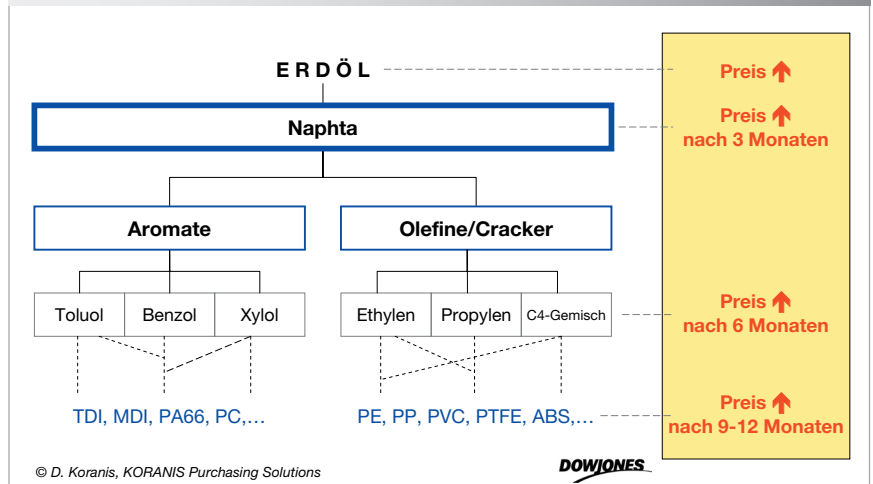 ERDÖL
Preis ↑
Naphta
Preis ↑
nach 3 Monaten
Aromate
Olefine/Cracker
Toluol
Benzol
Xylol
Ethylen
Propylen
C4-Gemisch
Preis ↑
nach 6 Monaten
TDI, MDI, PA66, PC,…
PE, PP, PVC, PTFE, ABS,…
Preis ↑
nach 9-12 Monaten
© D. Koranis, KORANIS Purchasing Solutions
DOWJONES